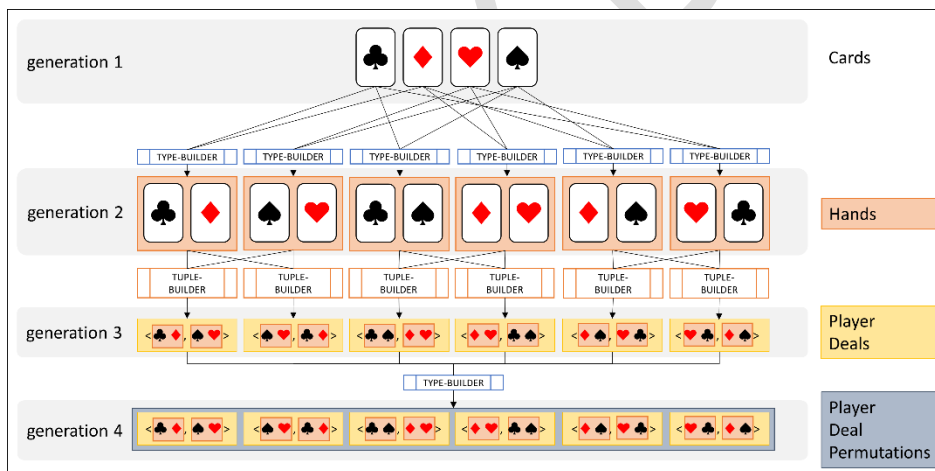 generation 1
Cards
TYPE-BUILDER TYPE-BUILDER TYPE-BUILDER TYPE-BUILDER TYPE-BUILDER TYPE-BUILDER
generation 2
Hands
TUPLE- TUPLE- TUPLE- TUPLE- TUPLE- TUPLE-
BUILDER BUILDER BUILDER BUILDER BUILDER BUILDER
generation 3
<♣♦, ♠♥> <♠♥, ♣♦> <♣♠, ♦♥> <♦♥, ♣♠> <♦♠, ♥♣> <♥♣, ♦♠>
Player
Deals
TYPE-BUILDER
generation 4
<♣♦, ♠♥> <♠♥, ♣♦> <♣♠, ♦♥> <♦♥, ♣♠> <♦♠, ♥♣> <♥♣, ♦♠>
Player
Deal
Permutations